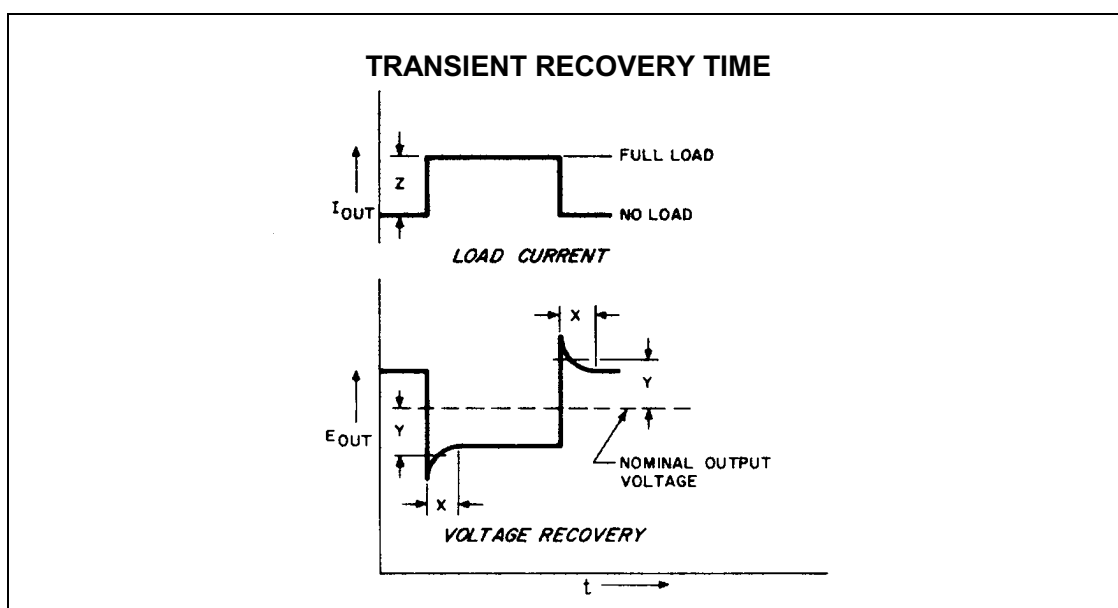 TRANSIENT RECOVERY TIME
Z
FULL LOAD
IOUT
NO LOAD
LOAD CURRENT
X
Y
Y
EOUT
NOMINAL OUTPUT
VOLTAGE
X
VOLTAGE RECOVERY
t